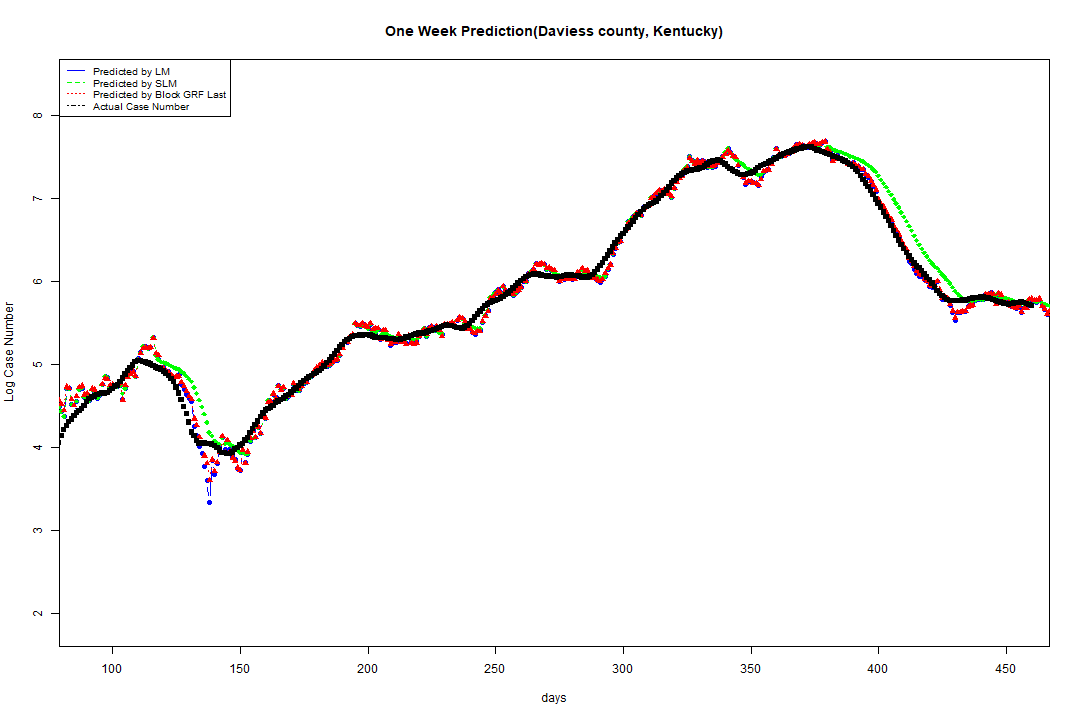 One Week Prediction(Daviess county, Kentucky)
Predicted by LM
Predicted by SLM
Predicted by Block GRF Last
Actual Case Number
Log Case Number
8
7
6
5
4
3
2
100 150 200 250 300 350 400 450
days